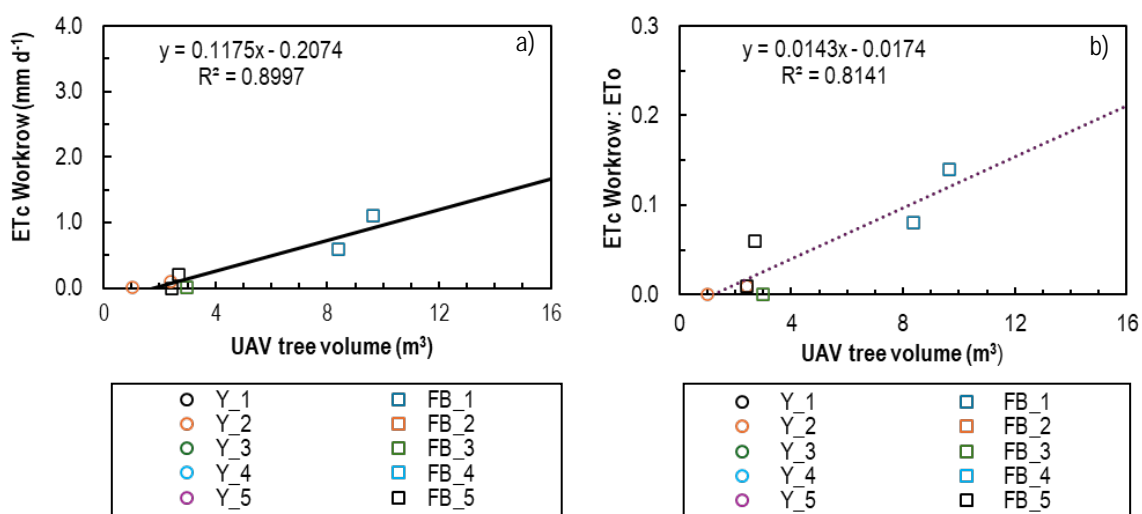 a)
y = 0.1175x - 0.2074
R² = 0.8997
ETc Workrow (mm d⁻¹)
4.0
3.0
2.0
1.0
0.0
0 4 8 12 16
UAV tree volume (m³)
Y_1 FB_1
Y_2 FB_2
Y_3 FB_3
Y_4 FB_4
Y_5 FB_5
b)
y = 0.0143x - 0.0174
R² = 0.8141
ETc Workrow : ETo
0.3
0.2
0.1
0.0
0 4 8 12 16
UAV tree volume (m³)
Y_1 FB_1
Y_2 FB_2
Y_3 FB_3
Y_4 FB_4
Y_5 FB_5